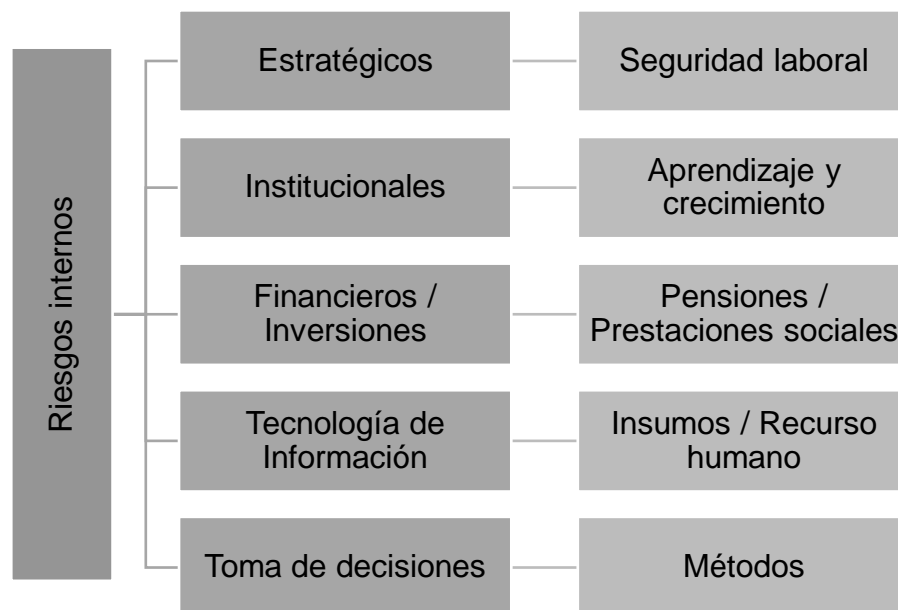 Riesgos internos
Estratégicos
Seguridad laboral
Institucionales
Aprendizaje y
crecimiento
Financieros /
Inversiones
Pensiones /
Prestaciones sociales
Tecnología de
Información
Insumos / Recurso
humano
Toma de decisiones
Métodos